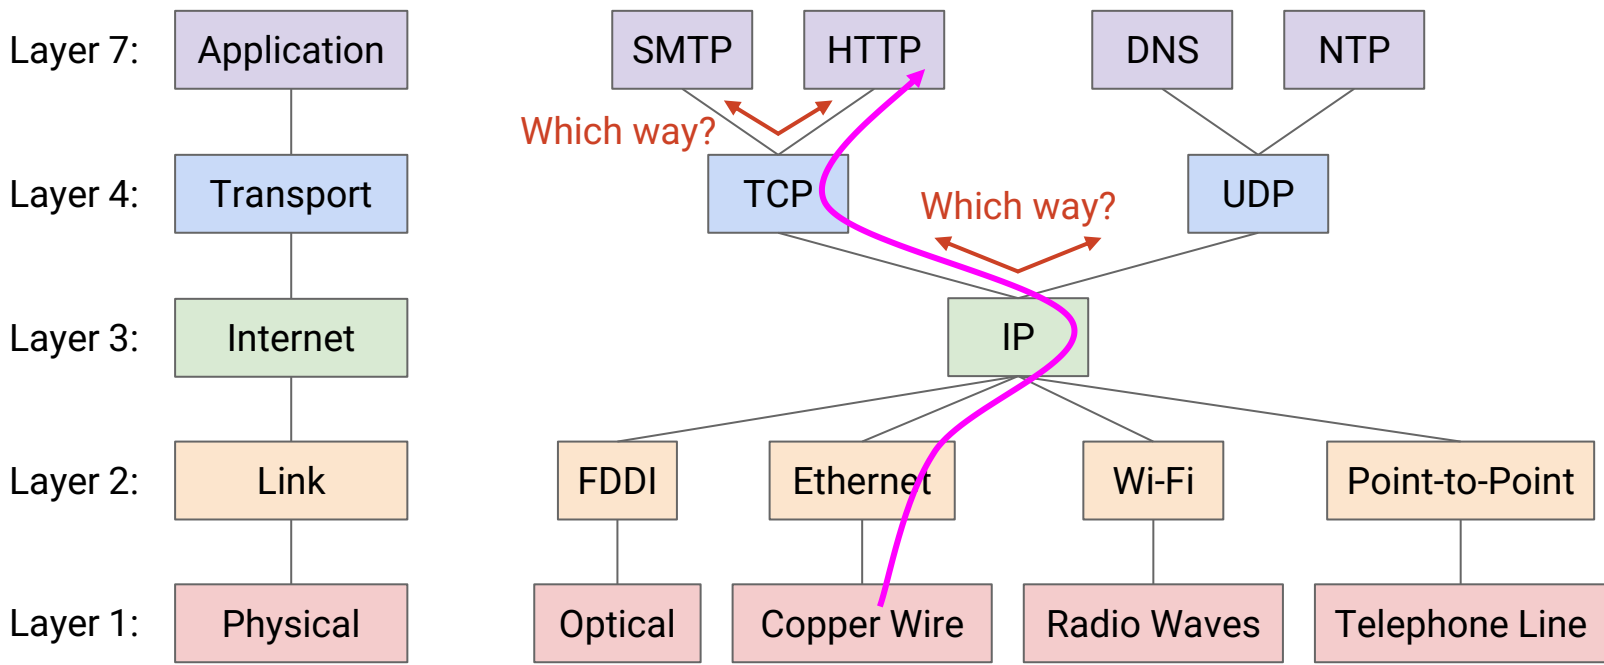 Layer 7: Application SMTP HTTP DNS NTP
Which way?
Layer 4: Transport TCP UDP
Which way?
Layer 3: Internet IP
Layer 2: Link FDDI Ethernet Wi-Fi Point-to-Point
Layer 1: Physical Optical Copper Wire Radio Waves Telephone Line